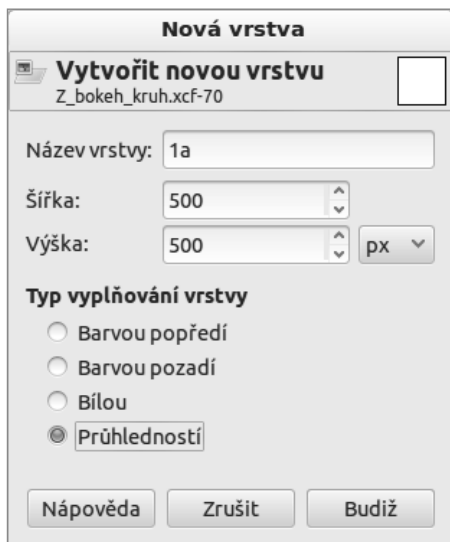 Nová vrstva
Vytvořit novou vrstvu
Z_bokeh_kruh.xcf-70
Název vrstvy: 1a
Šířka: 500
Výška: 500 px
Typ vyplňování vrstvy
Barvou popředí
Barvou pozadí
Bílou
Průhledností
Nápověda Zrušit Budiž